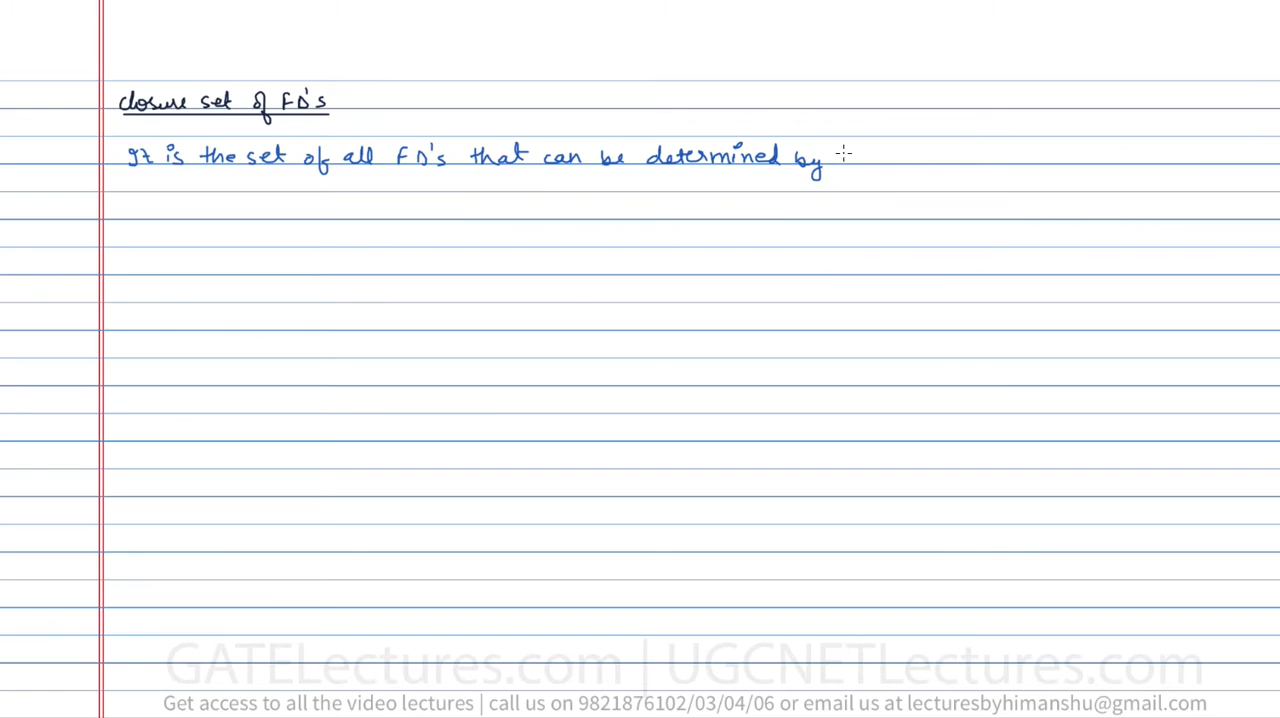 closure set of FD's
It is the set of all FD's that can be determined by
GATELectures.com | UGCNETLectures.com
Get access to all the video lectures | call us on 9821876102/03/04/06 or email us at lecturesbyhimanshu@gmail.com